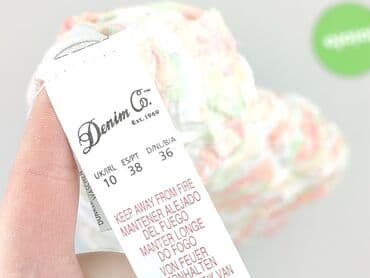 Denim Co.™
Est. 1969
UK/IRL ES/PT D/NL/B/A
10 38 36
KEEP AWAY FROM FIRE
MANTENER ALEJADO
DEL FUEGO
MANTER LONGE
DO FOGO
VON FEUER